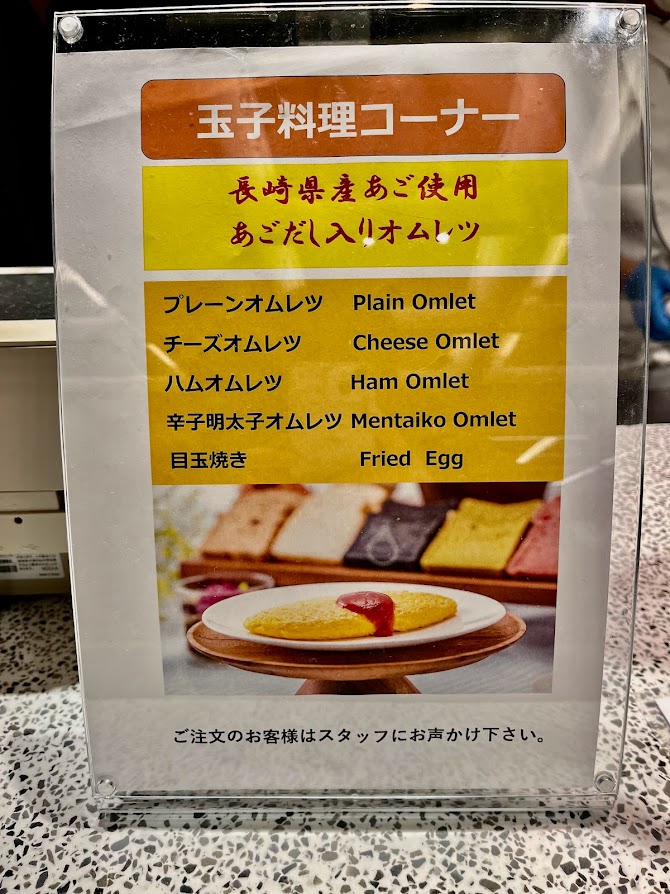 玉子料理コーナー
長崎県産あご使用
あごだし入りオムレツ
プレーンオムレツ Plain Omlet
チーズオムレツ Cheese Omlet
ハムオムレツ Ham Omlet
辛子明太子オムレツ Mentaiko Omlet
目玉焼き Fried Egg
ご注文のお客様はスタッフにお声かけ下さい。